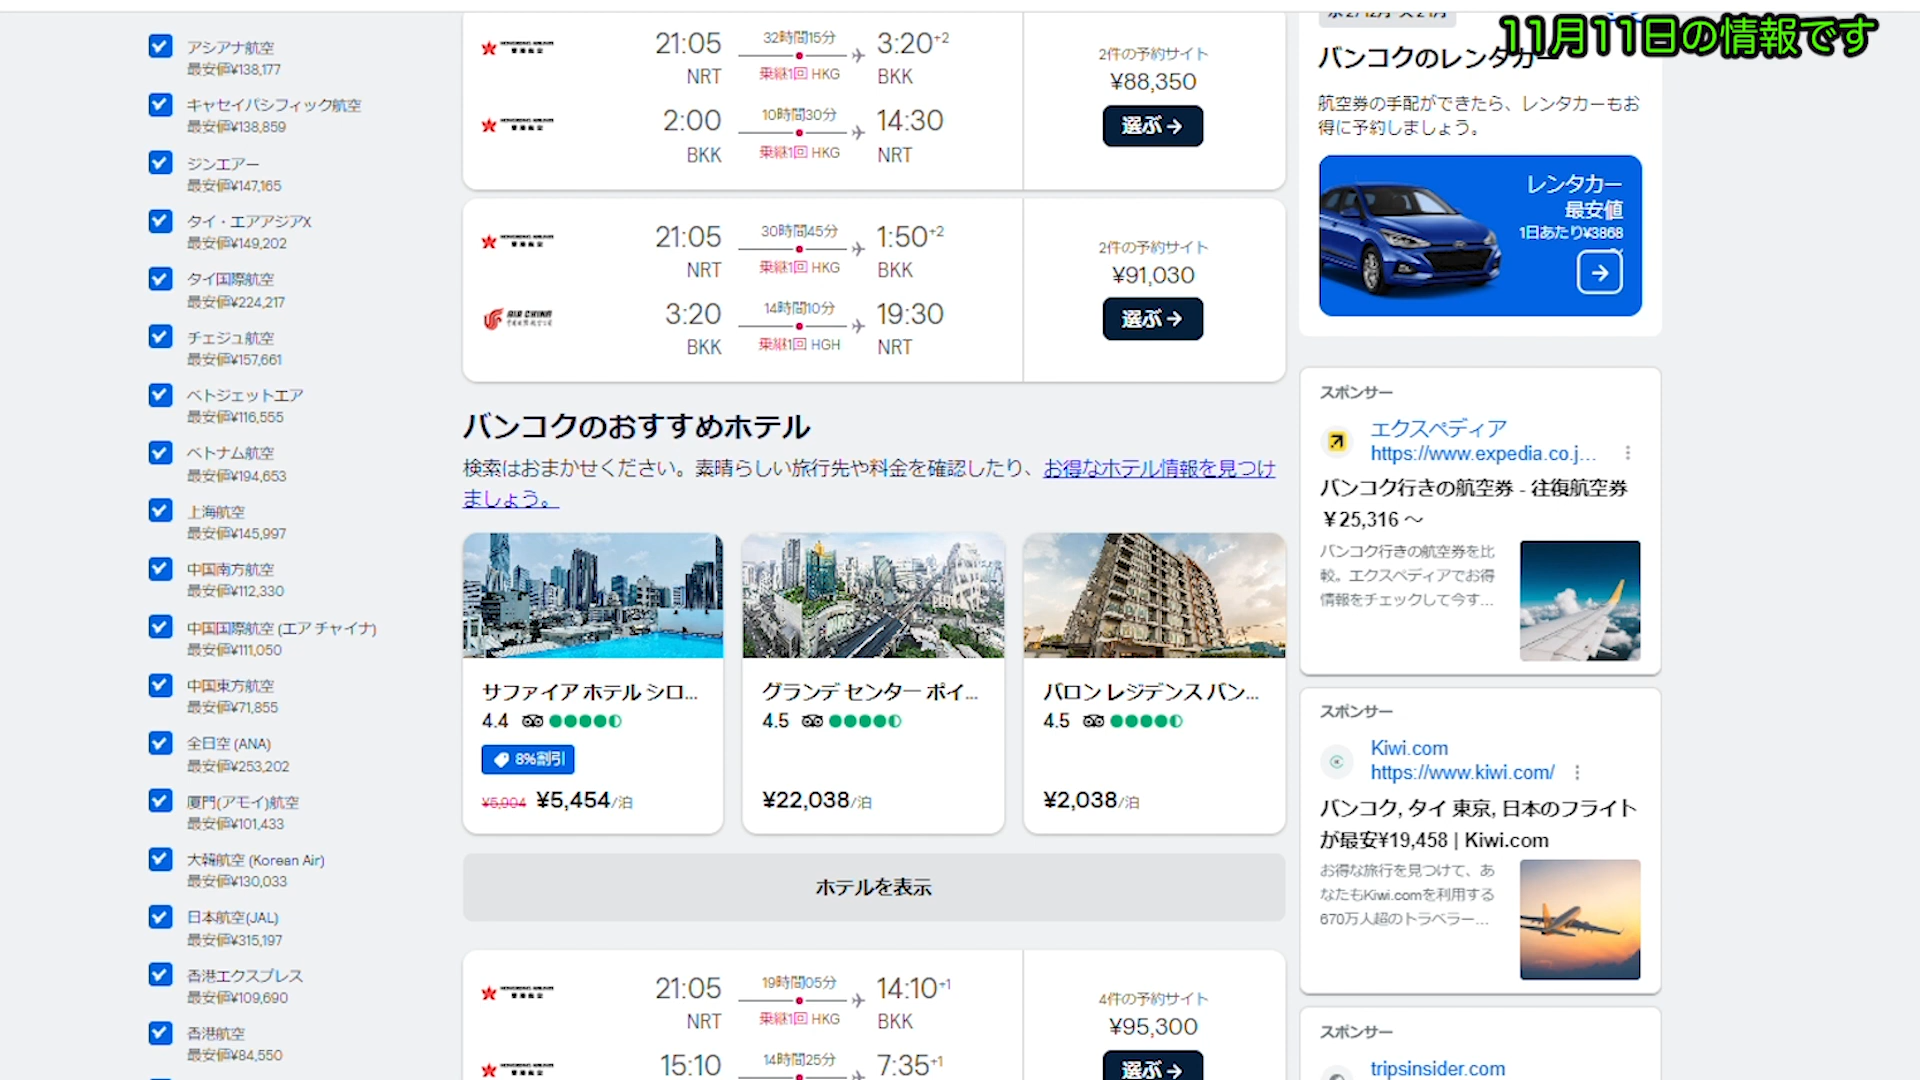 11月11日の情報です
アシアナ航空
最安値¥138,177
キャセイパシフィック航空
最安値¥138,859
ジンエアー
最安値¥147,165
タイ・エアアジアX
最安値¥149,202
タイ国際航空
最安値¥224,217
チェジュ航空
最安値¥157,661
ベトジェットエア
最安値¥116,555
ベトナム航空
最安値¥194,653
上海航空
最安値¥145,997
中国南方航空
最安値¥112,330
中国国際航空 (エア チャイナ)
最安値¥111,050
中国東方航空
最安値¥71,855
全日空 (ANA)
最安値¥253,202
厦門(アモイ)航空
最安値¥101,433
大韓航空 (Korean Air)
最安値¥130,033
日本航空(JAL)
最安値¥315,197
香港エクスプレス
最安値¥109,690
香港航空
最安値¥84,550
21:05 32時間15分 3:20+2
NRT 乗継1回 HKG BKK
2:00 10時間30分 14:30
BKK 乗継1回 HKG NRT
2件の予約サイト
¥88,350
選ぶ→
21:05 30時間45分 1:50+2
NRT 乗継1回 HKG BKK
AIR CHINA
3:20 14時間10分 19:30
BKK 乗継1回 HGH NRT
2件の予約サイト
¥91,030
選ぶ→
バンコクのおすすめホテル
検索はおまかせください。素晴らしい旅行先や料金を確認したり、お得なホテル情報を見つけ
ましょう。
サファイア ホテル シロ...
4.4
8%割引
¥5,904 ¥5,454/泊
グランデ センター ポイ...
4.5
¥22,038/泊
バロン レジデンス バン...
4.5
¥2,038/泊
ホテルを表示
21:05 19時間05分 14:10+1
NRT 乗継1回 HKG BKK
15:10 14時間25分 7:35+1
4件の予約サイト
¥95,300
選ぶ→
バンコクのレンタカー
航空券の手配ができたら、レンタカーもお
得に予約しましょう。
レンタカー
最安値
1日あたり¥3868
スポンサー
エクスペディア
https://www.expedia.co.j...
バンコク行きの航空券 - 往復航空券
￥25,316 ～
バンコク行きの航空券を比
較。エクスペディアでお得
情報をチェックして今す...
スポンサー
Kiwi.com
https://www.kiwi.com/
バンコク, タイ 東京, 日本のフライト
が最安¥19,458 | Kiwi.com
お得な旅行を見つけて、あ
なたもKiwi.comを利用する
670万人超のトラベラー...
スポンサー
tripsinsider.com